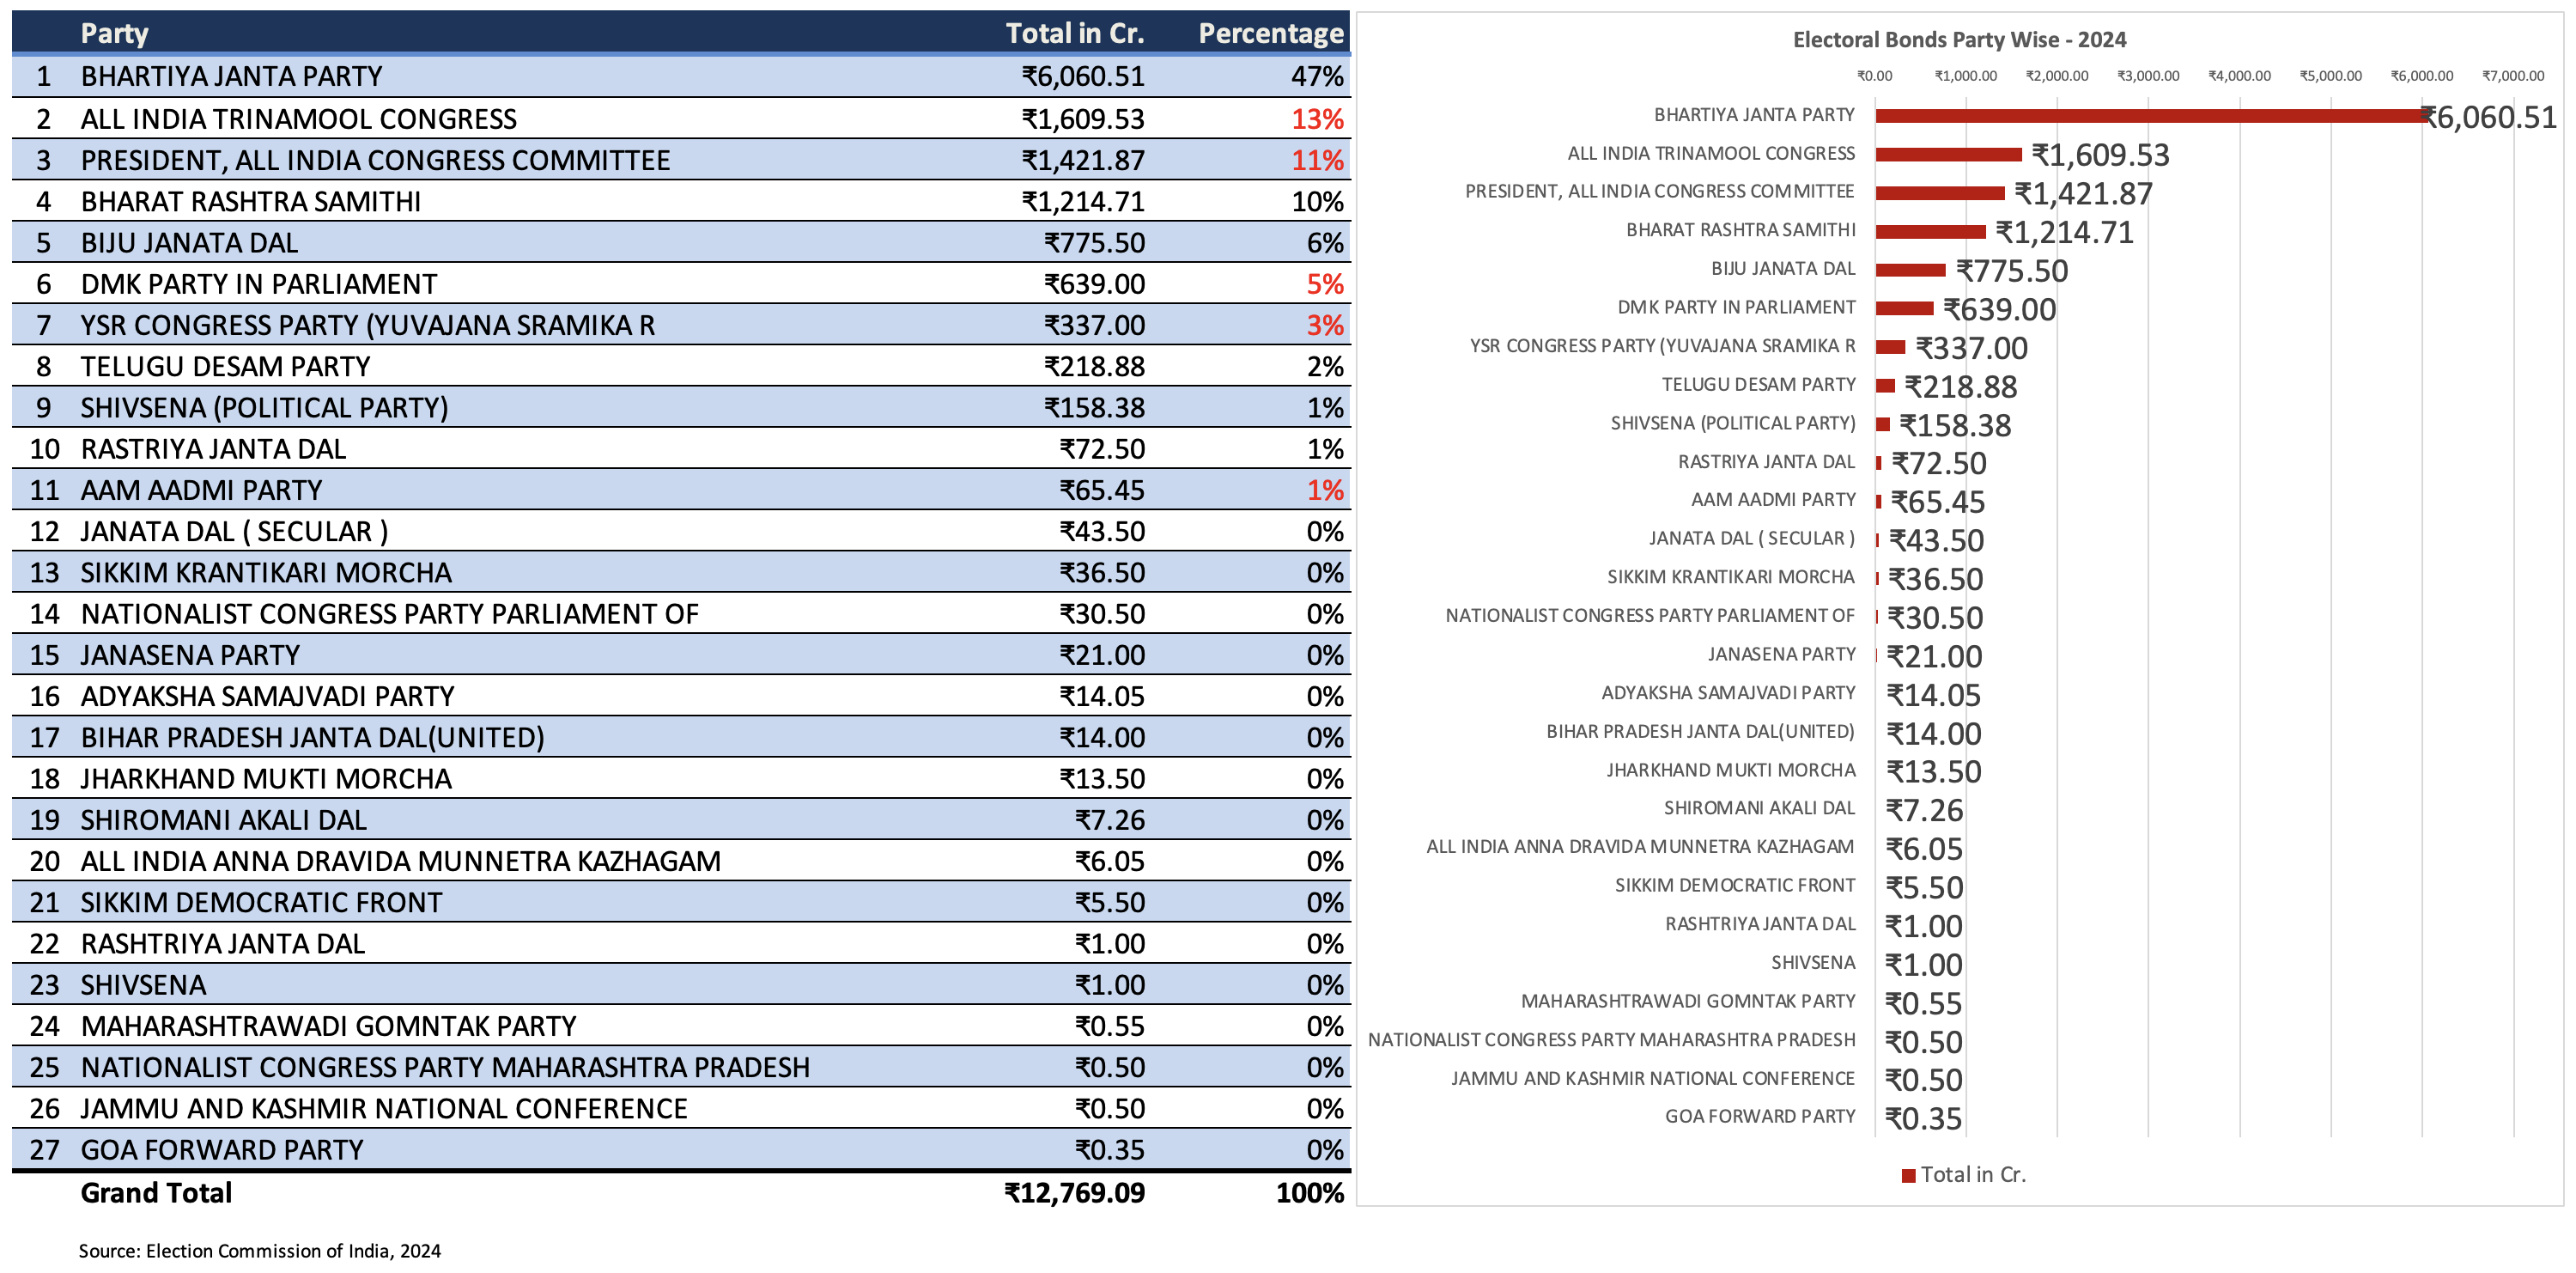 Party Total in Cr. Percentage
1 BHARTIYA JANTA PARTY ₹6,060.51 47%
2 ALL INDIA TRINAMOOL CONGRESS ₹1,609.53 13%
3 PRESIDENT, ALL INDIA CONGRESS COMMITTEE ₹1,421.87 11%
4 BHARAT RASHTRA SAMITHI ₹1,214.71 10%
5 BIJU JANATA DAL ₹775.50 6%
6 DMK PARTY IN PARLIAMENT ₹639.00 5%
7 YSR CONGRESS PARTY (YUVAJANA SRAMIKA R ₹337.00 3%
8 TELUGU DESAM PARTY ₹218.88 2%
9 SHIVSENA (POLITICAL PARTY) ₹158.38 1%
10 RASTRIYA JANTA DAL ₹72.50 1%
11 AAM AADMI PARTY ₹65.45 1%
12 JANATA DAL ( SECULAR ) ₹43.50 0%
13 SIKKIM KRANTIKARI MORCHA ₹36.50 0%
14 NATIONALIST CONGRESS PARTY PARLIAMENT OF ₹30.50 0%
15 JANASENA PARTY ₹21.00 0%
16 ADYAKSHA SAMAJVADI PARTY ₹14.05 0%
17 BIHAR PRADESH JANTA DAL(UNITED) ₹14.00 0%
18 JHARKHAND MUKTI MORCHA ₹13.50 0%
19 SHIROMANI AKALI DAL ₹7.26 0%
20 ALL INDIA ANNA DRAVIDA MUNNETRA KAZHAGAM ₹6.05 0%
21 SIKKIM DEMOCRATIC FRONT ₹5.50 0%
22 RASHTRIYA JANTA DAL ₹1.00 0%
23 SHIVSENA ₹1.00 0%
24 MAHARASHTRAWADI GOMNTAK PARTY ₹0.55 0%
25 NATIONALIST CONGRESS PARTY MAHARASHTRA PRADESH ₹0.50 0%
26 JAMMU AND KASHMIR NATIONAL CONFERENCE ₹0.50 0%
27 GOA FORWARD PARTY ₹0.35 0%
Grand Total ₹12,769.09 100%
Source: Election Commission of India, 2024
Electoral Bonds Party Wise - 2024
₹0.00 ₹1,000.00 ₹2,000.00 ₹3,000.00 ₹4,000.00 ₹5,000.00 ₹6,000.00 ₹7,000.00
BHARTIYA JANTA PARTY ₹6,060.51
ALL INDIA TRINAMOOL CONGRESS ₹1,609.53
PRESIDENT, ALL INDIA CONGRESS COMMITTEE ₹1,421.87
BHARAT RASHTRA SAMITHI ₹1,214.71
BIJU JANATA DAL ₹775.50
DMK PARTY IN PARLIAMENT ₹639.00
YSR CONGRESS PARTY (YUVAJANA SRAMIKA R ₹337.00
TELUGU DESAM PARTY ₹218.88
SHIVSENA (POLITICAL PARTY) ₹158.38
RASTRIYA JANTA DAL ₹72.50
AAM AADMI PARTY ₹65.45
JANATA DAL ( SECULAR ) ₹43.50
SIKKIM KRANTIKARI MORCHA ₹36.50
NATIONALIST CONGRESS PARTY PARLIAMENT OF ₹30.50
JANASENA PARTY ₹21.00
ADYAKSHA SAMAJVADI PARTY ₹14.05
BIHAR PRADESH JANTA DAL(UNITED) ₹14.00
JHARKHAND MUKTI MORCHA ₹13.50
SHIROMANI AKALI DAL ₹7.26
ALL INDIA ANNA DRAVIDA MUNNETRA KAZHAGAM ₹6.05
SIKKIM DEMOCRATIC FRONT ₹5.50
RASHTRIYA JANTA DAL ₹1.00
SHIVSENA ₹1.00
MAHARASHTRAWADI GOMNTAK PARTY ₹0.55
NATIONALIST CONGRESS PARTY MAHARASHTRA PRADESH ₹0.50
JAMMU AND KASHMIR NATIONAL CONFERENCE ₹0.50
GOA FORWARD PARTY ₹0.35
Total in Cr.